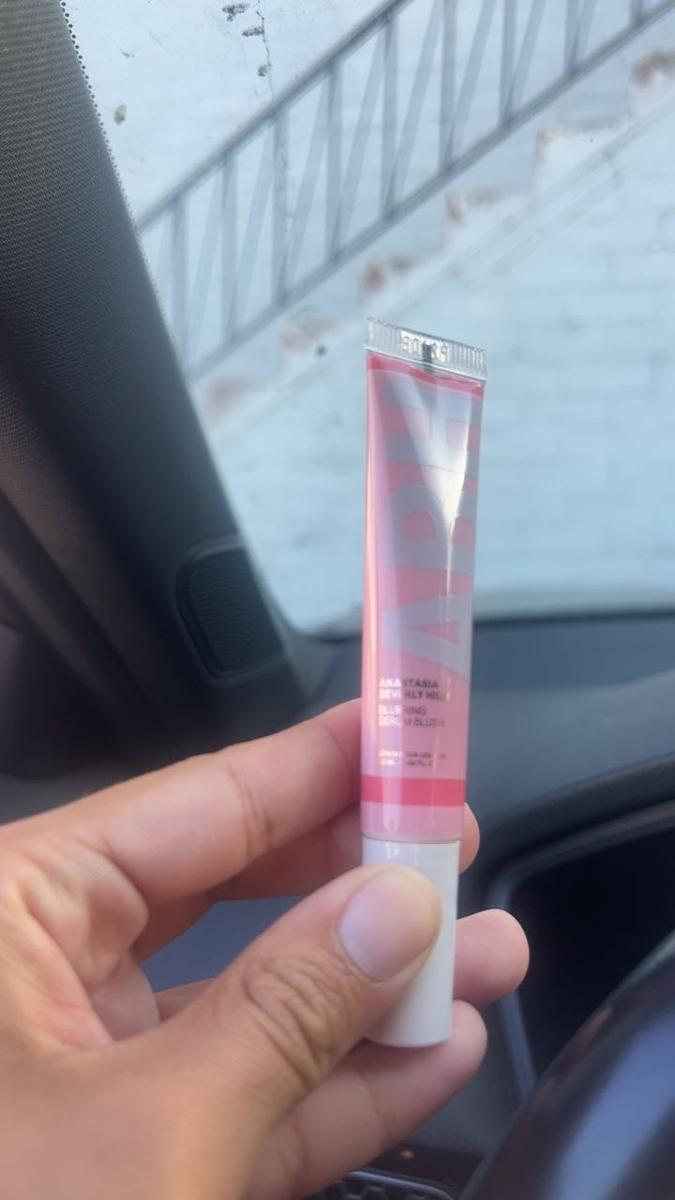 ABH
ANASTASIA
BEVERLY HILLS
BLURRING
SERUM BLUSH